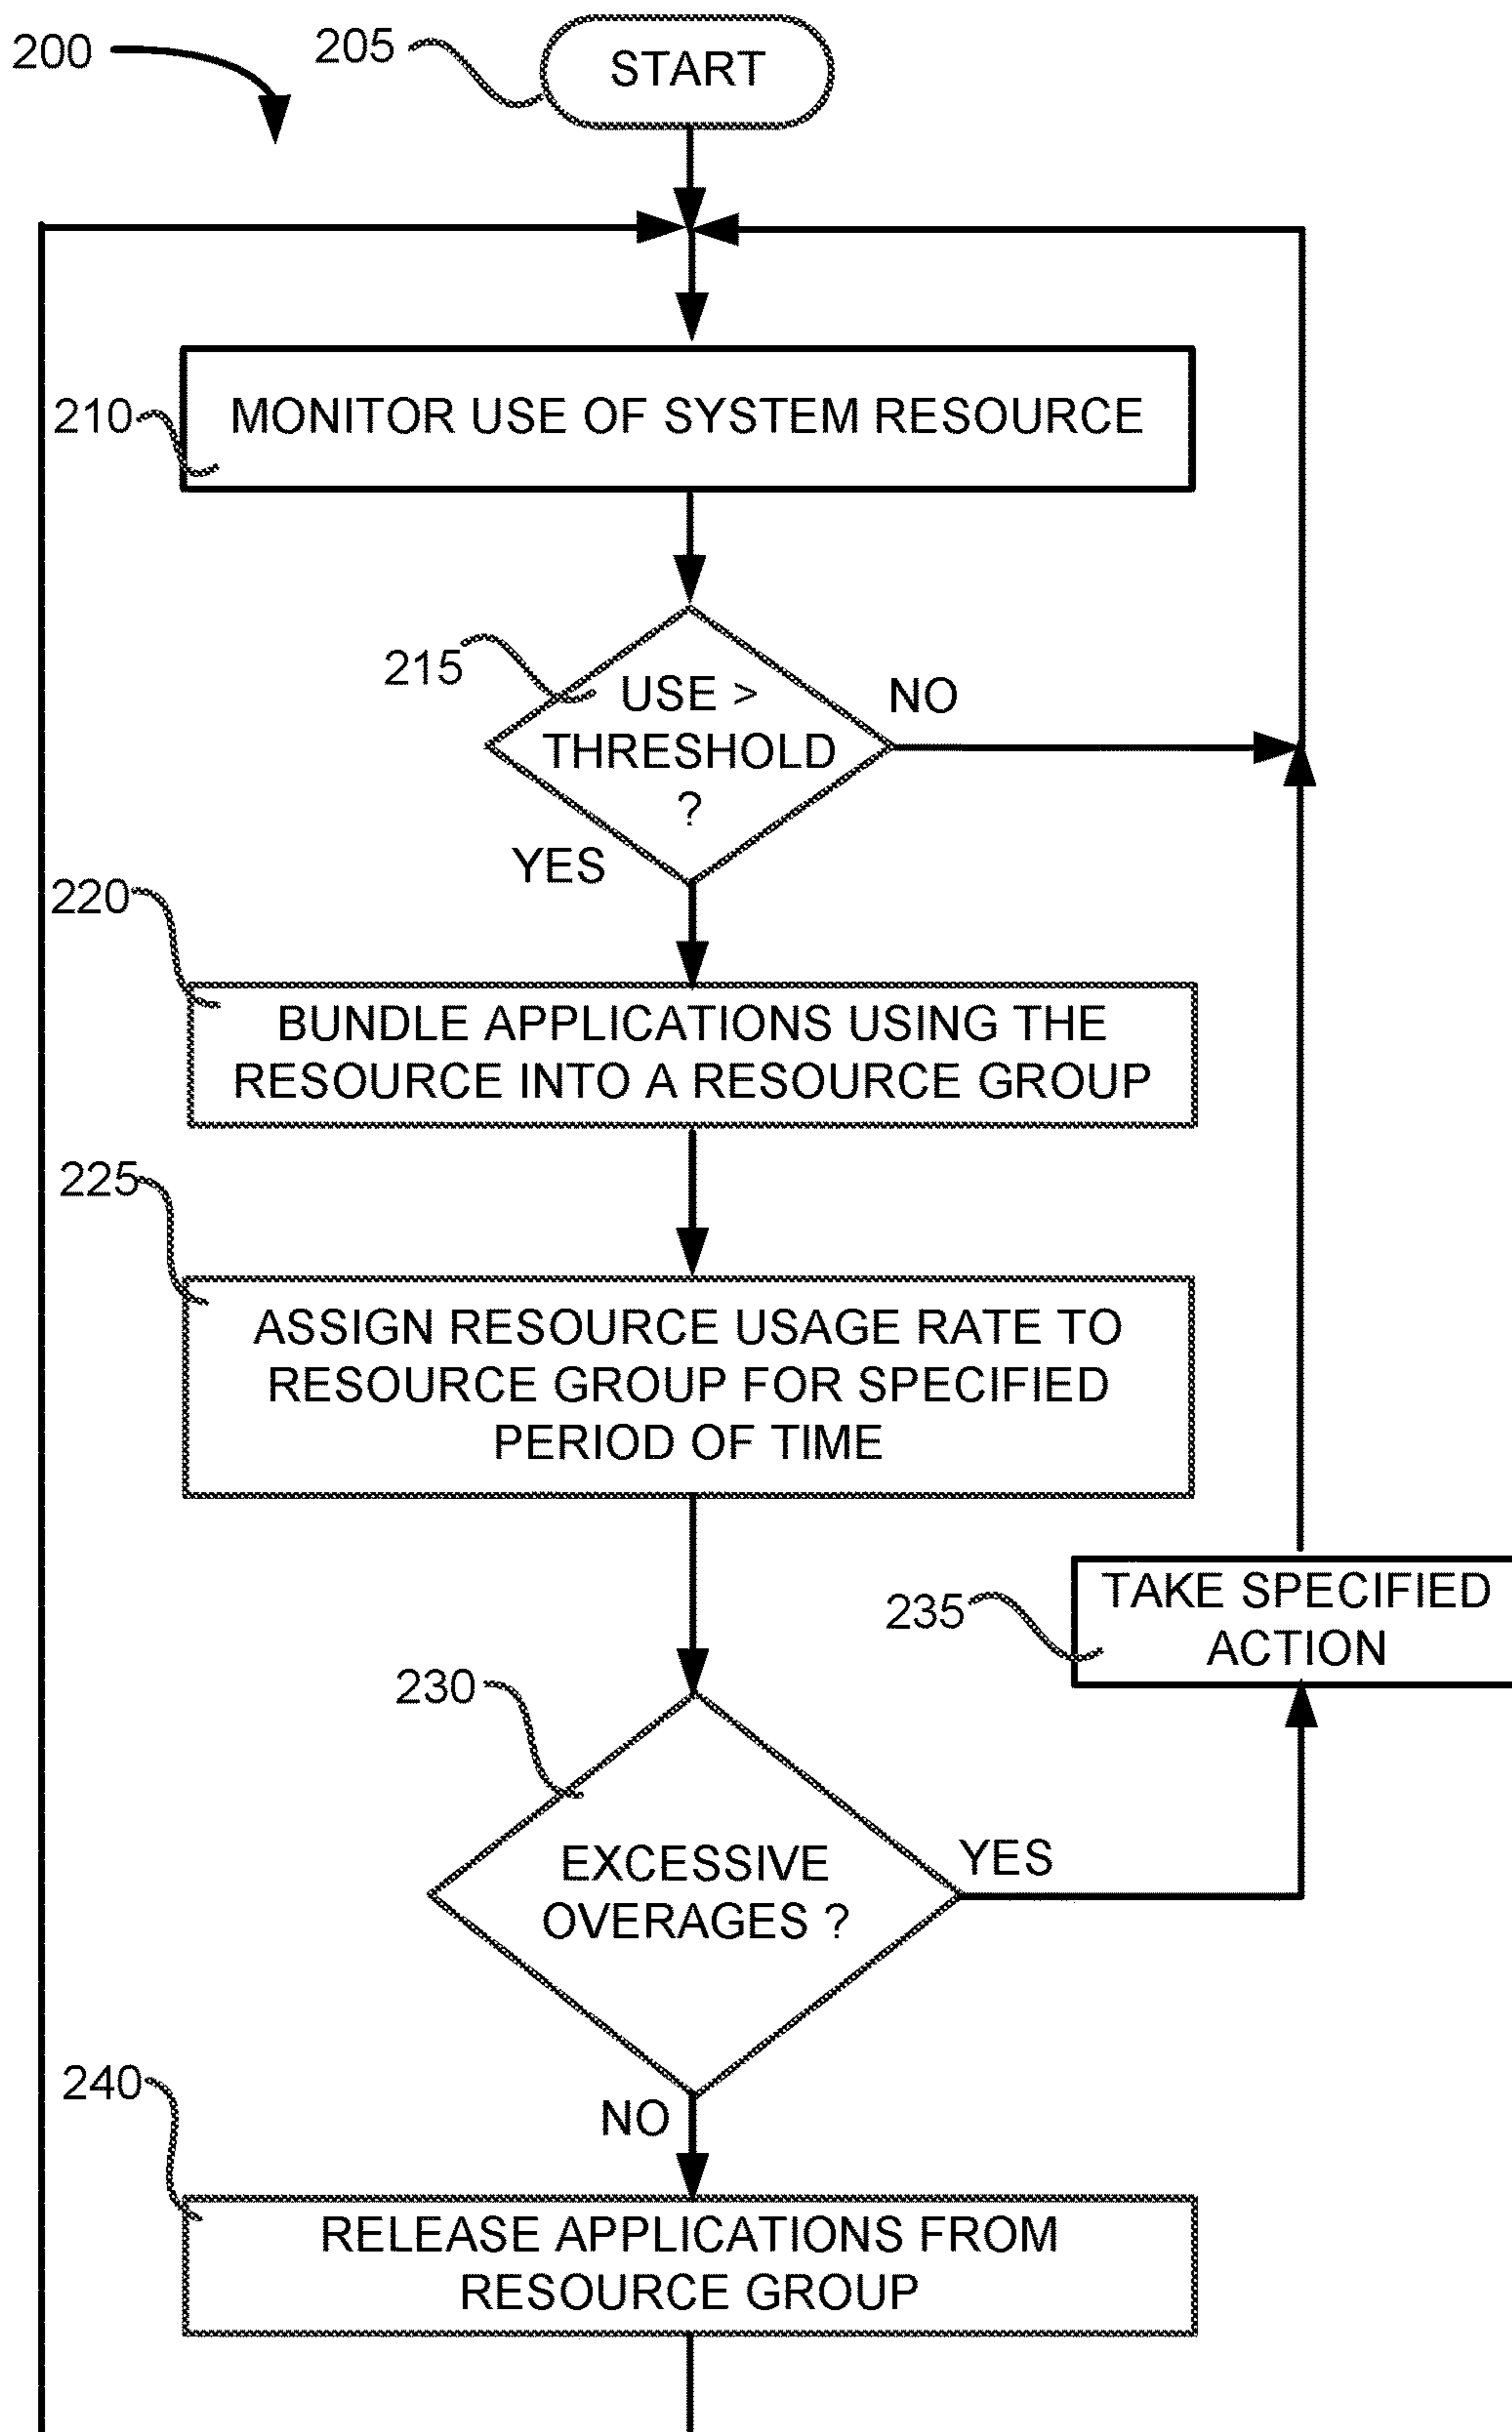 200
205
START
210
MONITOR USE OF SYSTEM RESOURCE
215
USE >
THRESHOLD
?
NO
YES
220
BUNDLE APPLICATIONS USING THE
RESOURCE INTO A RESOURCE GROUP
225
ASSIGN RESOURCE USAGE RATE TO
RESOURCE GROUP FOR SPECIFIED
PERIOD OF TIME
235
TAKE SPECIFIED
ACTION
230
EXCESSIVE
OVERAGES ?
YES
NO
240
RELEASE APPLICATIONS FROM
RESOURCE GROUP